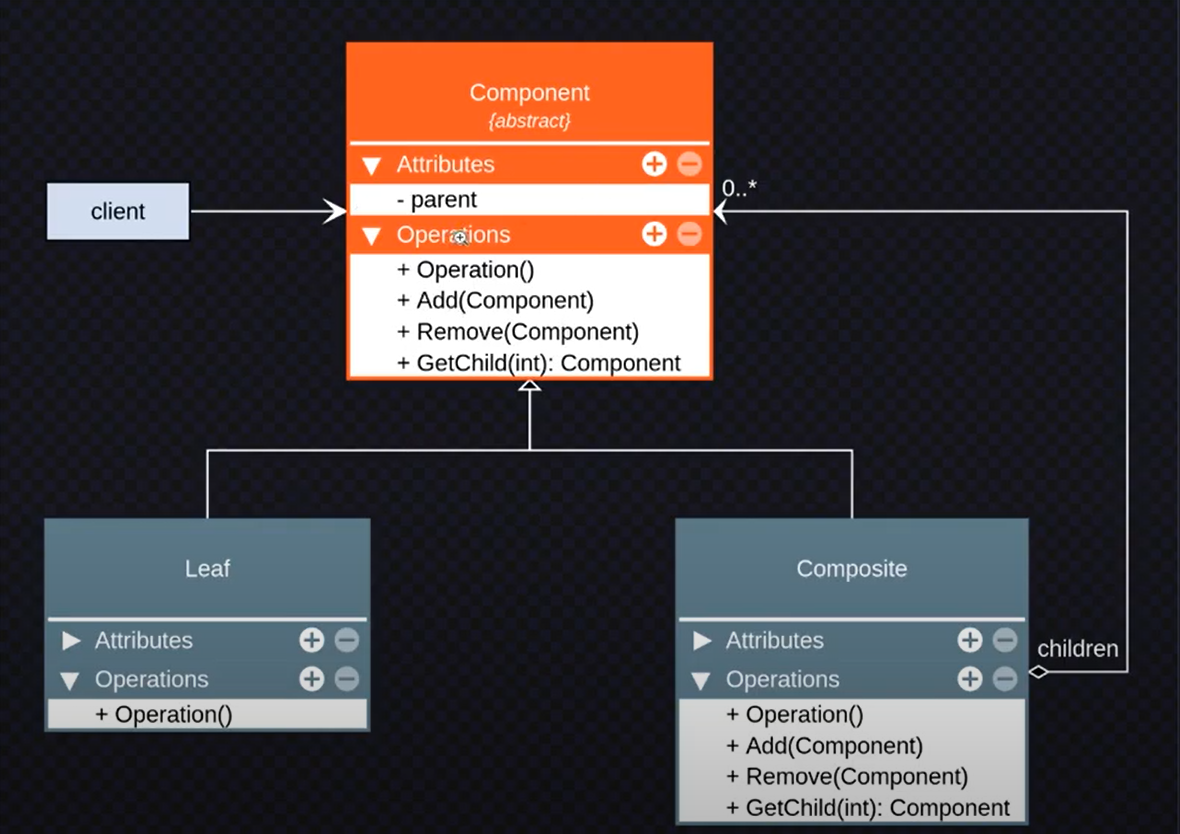 Component
{abstract}
Attributes
client
0..*
- parent
Operations
+ Operation()
+ Add(Component)
+ Remove(Component)
+ GetChild(int): Component
Leaf
Attributes
Operations
+ Operation()
Composite
Attributes
children
Operations
+ Operation()
+ Add(Component)
+ Remove(Component)
+ GetChild(int): Component